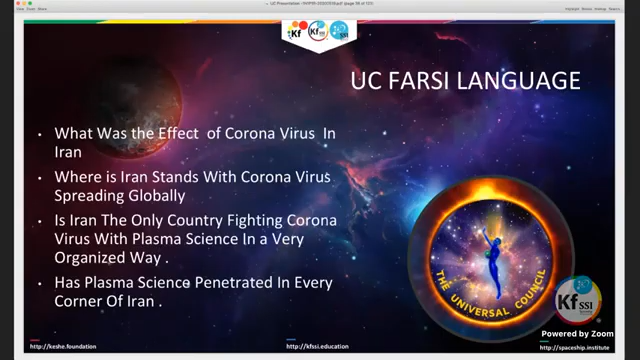 UC FARSI LANGUAGE
• What Was the Effect of Corona Virus In
Iran
• Where is Iran Stands With Corona Virus
Spreading Globally
• Is Iran The Only Country Fighting Corona
Virus With Plasma Science In a Very
Organized Way .
• Has Plasma Science Penetrated In Every
Corner Of Iran .
THE UNIVERSAL COUNCIL
Kf SSI
Powered by Zoom
http://keshe.foundation
http://kfssi.education
http://spaceship.institute